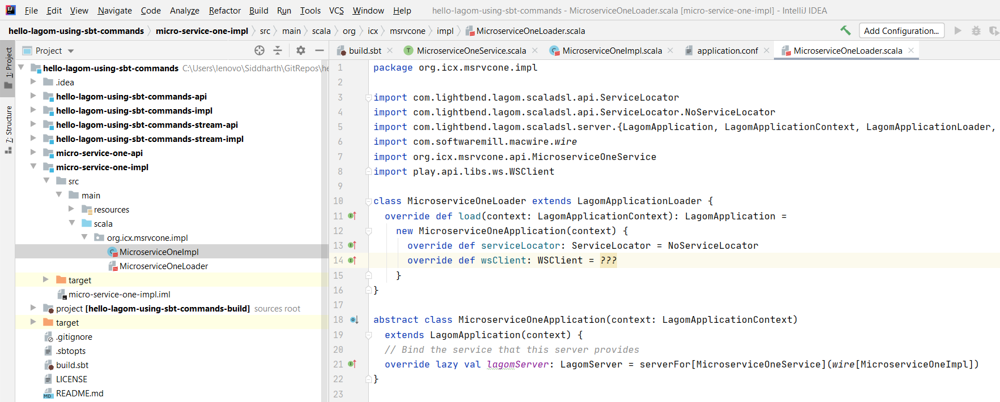 File Edit View Navigate Code Analyze Refactor Build Run Tools VCS Window Help hello-lagom-using-sbt-commands - MicroserviceOneLoader.scala [micro-service-one-impl] - IntelliJ IDEA
hello-lagom-using-sbt-commands micro-service-one-impl src main scala org icx msrvcone impl MicroserviceOneLoader.scala Add Configuration...
1: Project
7: Structure
Project
hello-lagom-using-sbt-commands C:\Users\lenovo\Siddharth\GitRepos\he
.idea
hello-lagom-using-sbt-commands-api
hello-lagom-using-sbt-commands-impl
hello-lagom-using-sbt-commands-stream-api
hello-lagom-using-sbt-commands-stream-impl
micro-service-one-api
micro-service-one-impl
src
main
resources
scala
org.icx.msrvcone.impl
MicroserviceOneImpl
MicroserviceOneLoader
target
micro-service-one-impl.iml
project [hello-lagom-using-sbt-commands-build] sources root
target
.gitignore
.sbtopts
build.sbt
LICENSE
README.md
build.sbt MicroserviceOneService.scala MicroserviceOneImpl.scala application.conf MicroserviceOneLoader.scala
1 package org.icx.msrvcone.impl
2
3 import com.lightbend.lagom.scaladsl.api.ServiceLocator
4 import com.lightbend.lagom.scaladsl.api.ServiceLocator.NoServiceLocator
5 import com.lightbend.lagom.scaladsl.server.{LagomApplication, LagomApplicationContext, LagomApplicationLoader,
6 import com.softwaremill.macwire.wire
7 import org.icx.msrvcone.api.MicroserviceOneService
8 import play.api.libs.ws.WSClient
9
10 class MicroserviceOneLoader extends LagomApplicationLoader {
11 override def load(context: LagomApplicationContext): LagomApplication =
12 new MicroserviceOneApplication(context) {
13 override def serviceLocator: ServiceLocator = NoServiceLocator
14 override def wsClient: WSClient = ???
15 }
16 }
17
18 abstract class MicroserviceOneApplication(context: LagomApplicationContext)
19 extends LagomApplication(context) {
20 // Bind the service that this server provides
21 override lazy val lagomServer: LagomServer = serverFor[MicroserviceOneService](wire[MicroserviceOneImpl])
22 }
23